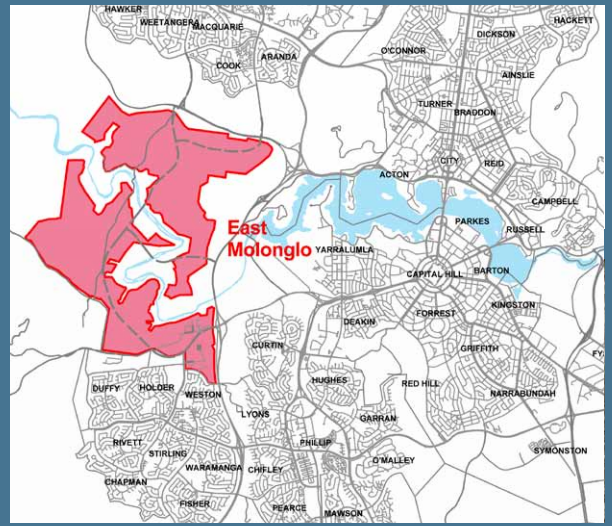 HAWKER
HACKETT
WEETANGERA
MACQUARIE
DICKSON
O'CONNOR
ARANDA
COOK
AINSLIE
TURNER
BRADDON
CITY
REID
ACTON
CAMPBELL
PARKES
East
Molonglo
RUSSELL
YARRALUMLA
CAPITAL HILL
BARTON
KINGSTON
FORREST
DEAKIN
CURTIN
GRIFFITH
FY
HUGHES
RED HILL
DUFFY
HOLDER
WESTON
NARRABUNDAH
LYONS
GARRAN
RIVETT
PHILLIP
STIRLING
SYMONSTON
O'MALLEY
WARAMANGA
CHIFLEY
CHAPMAN
FISHER
PEARCE
MAWSON